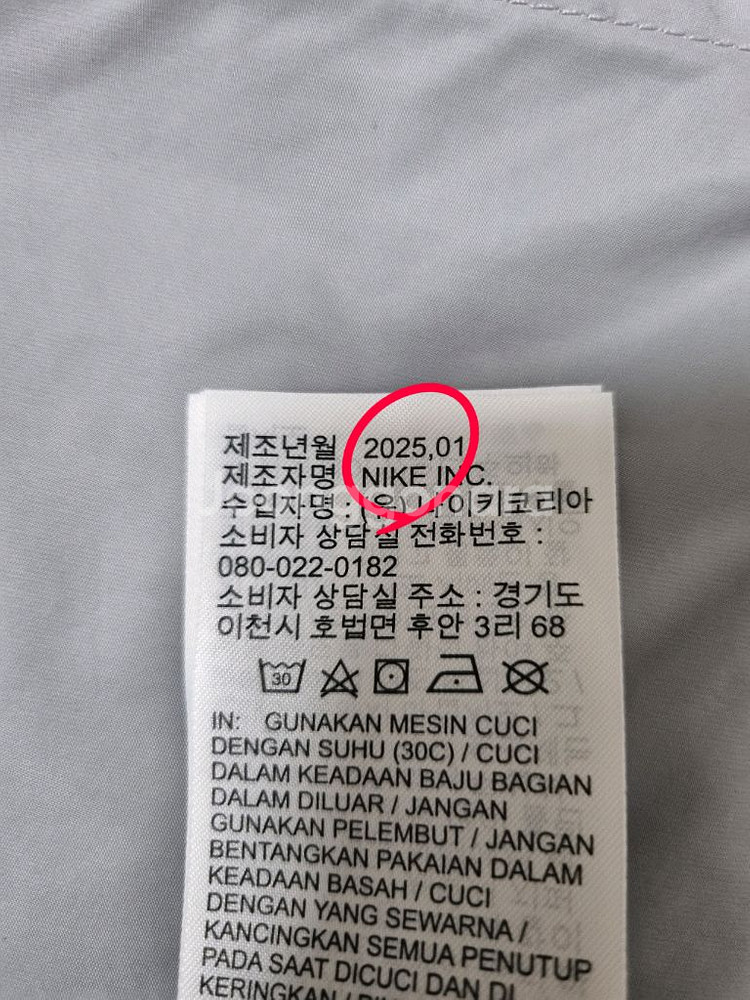 제조년월 2025,01
제조자명 NIKE INC.
수입자명 : (유) 나이키코리아
소비자 상담실 전화번호 :
080-022-0182
소비자 상담실 주소 : 경기도
이천시 호법면 후안 3리 68
30
IN: GUNAKAN MESIN CUCI
DENGAN SUHU (30C) / CUCI
DALAM KEADAAN BAJU BAGIAN
DALAM DILUAR / JANGAN
GUNAKAN PELEMBUT / JANGAN
BENTANGKAN PAKAIAN DALAM
KEADAAN BASAH / CUCI
DENGAN YANG SEWARNA /
KANCINGKAN SEMUA PENUTUP
PADA SAAT DICUCI DAN DI
KERINGKAN /